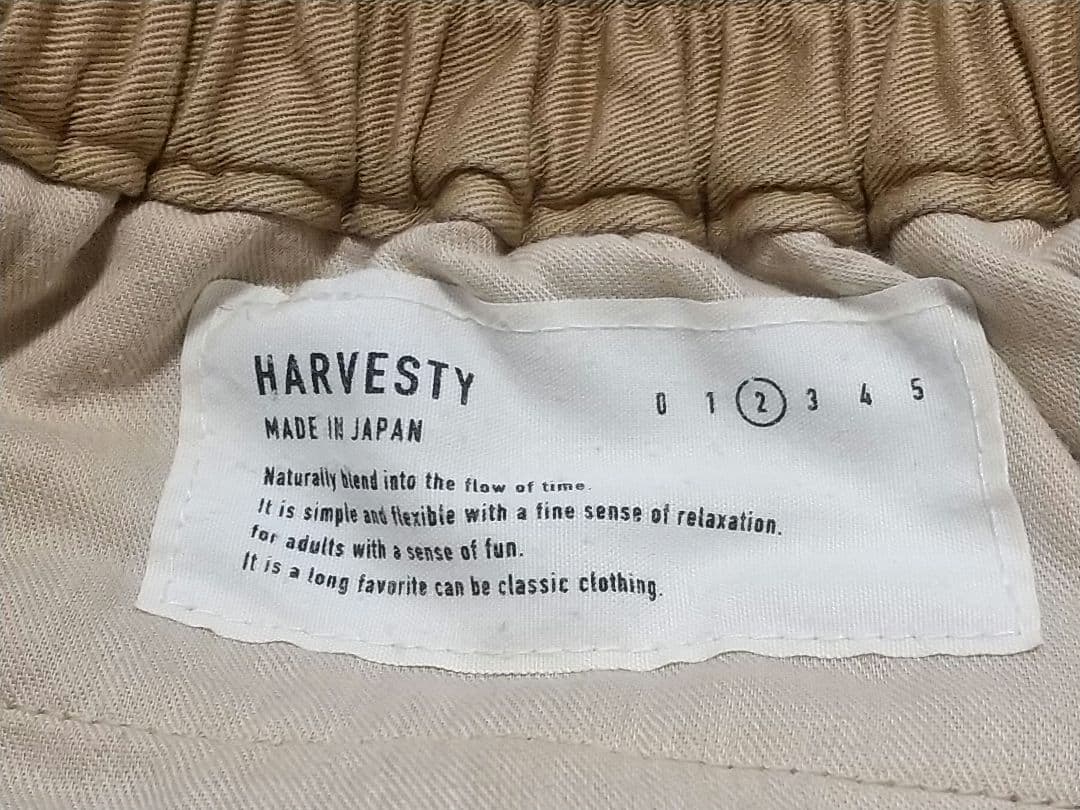 HARVESTY
0 1 2 3 4 5
MADE IN JAPAN
Naturally blend into the flow of time.
It is simple and flexible with a fine sense of relaxation.
for adults with a sense of fun.
It is a long favorite can be classic clothing.